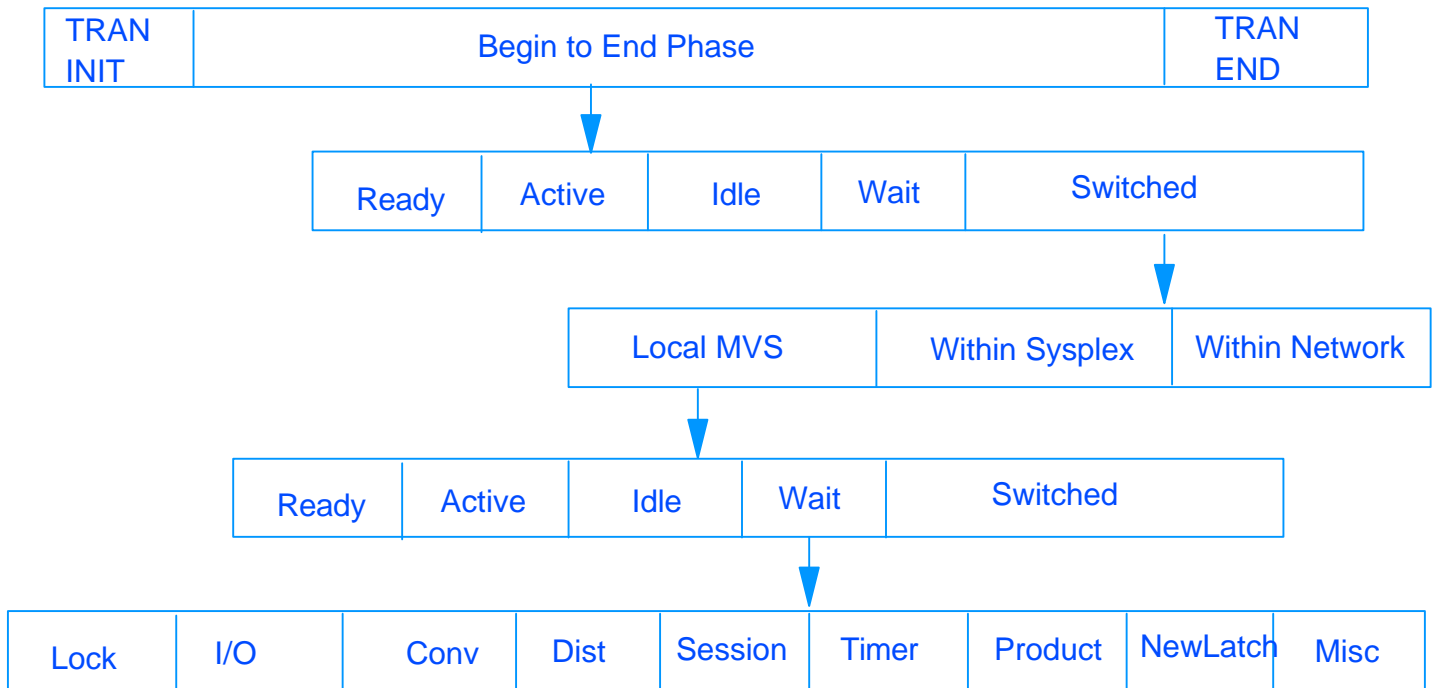 TRAN
INIT
Begin to End Phase
TRAN
END
Ready
Active
Idle
Wait
Switched
Local MVS
Within Sysplex
Within Network
Ready
Active
Idle
Wait
Switched
Lock
I/O
Conv
Dist
Session
Timer
Product
NewLatch
Misc